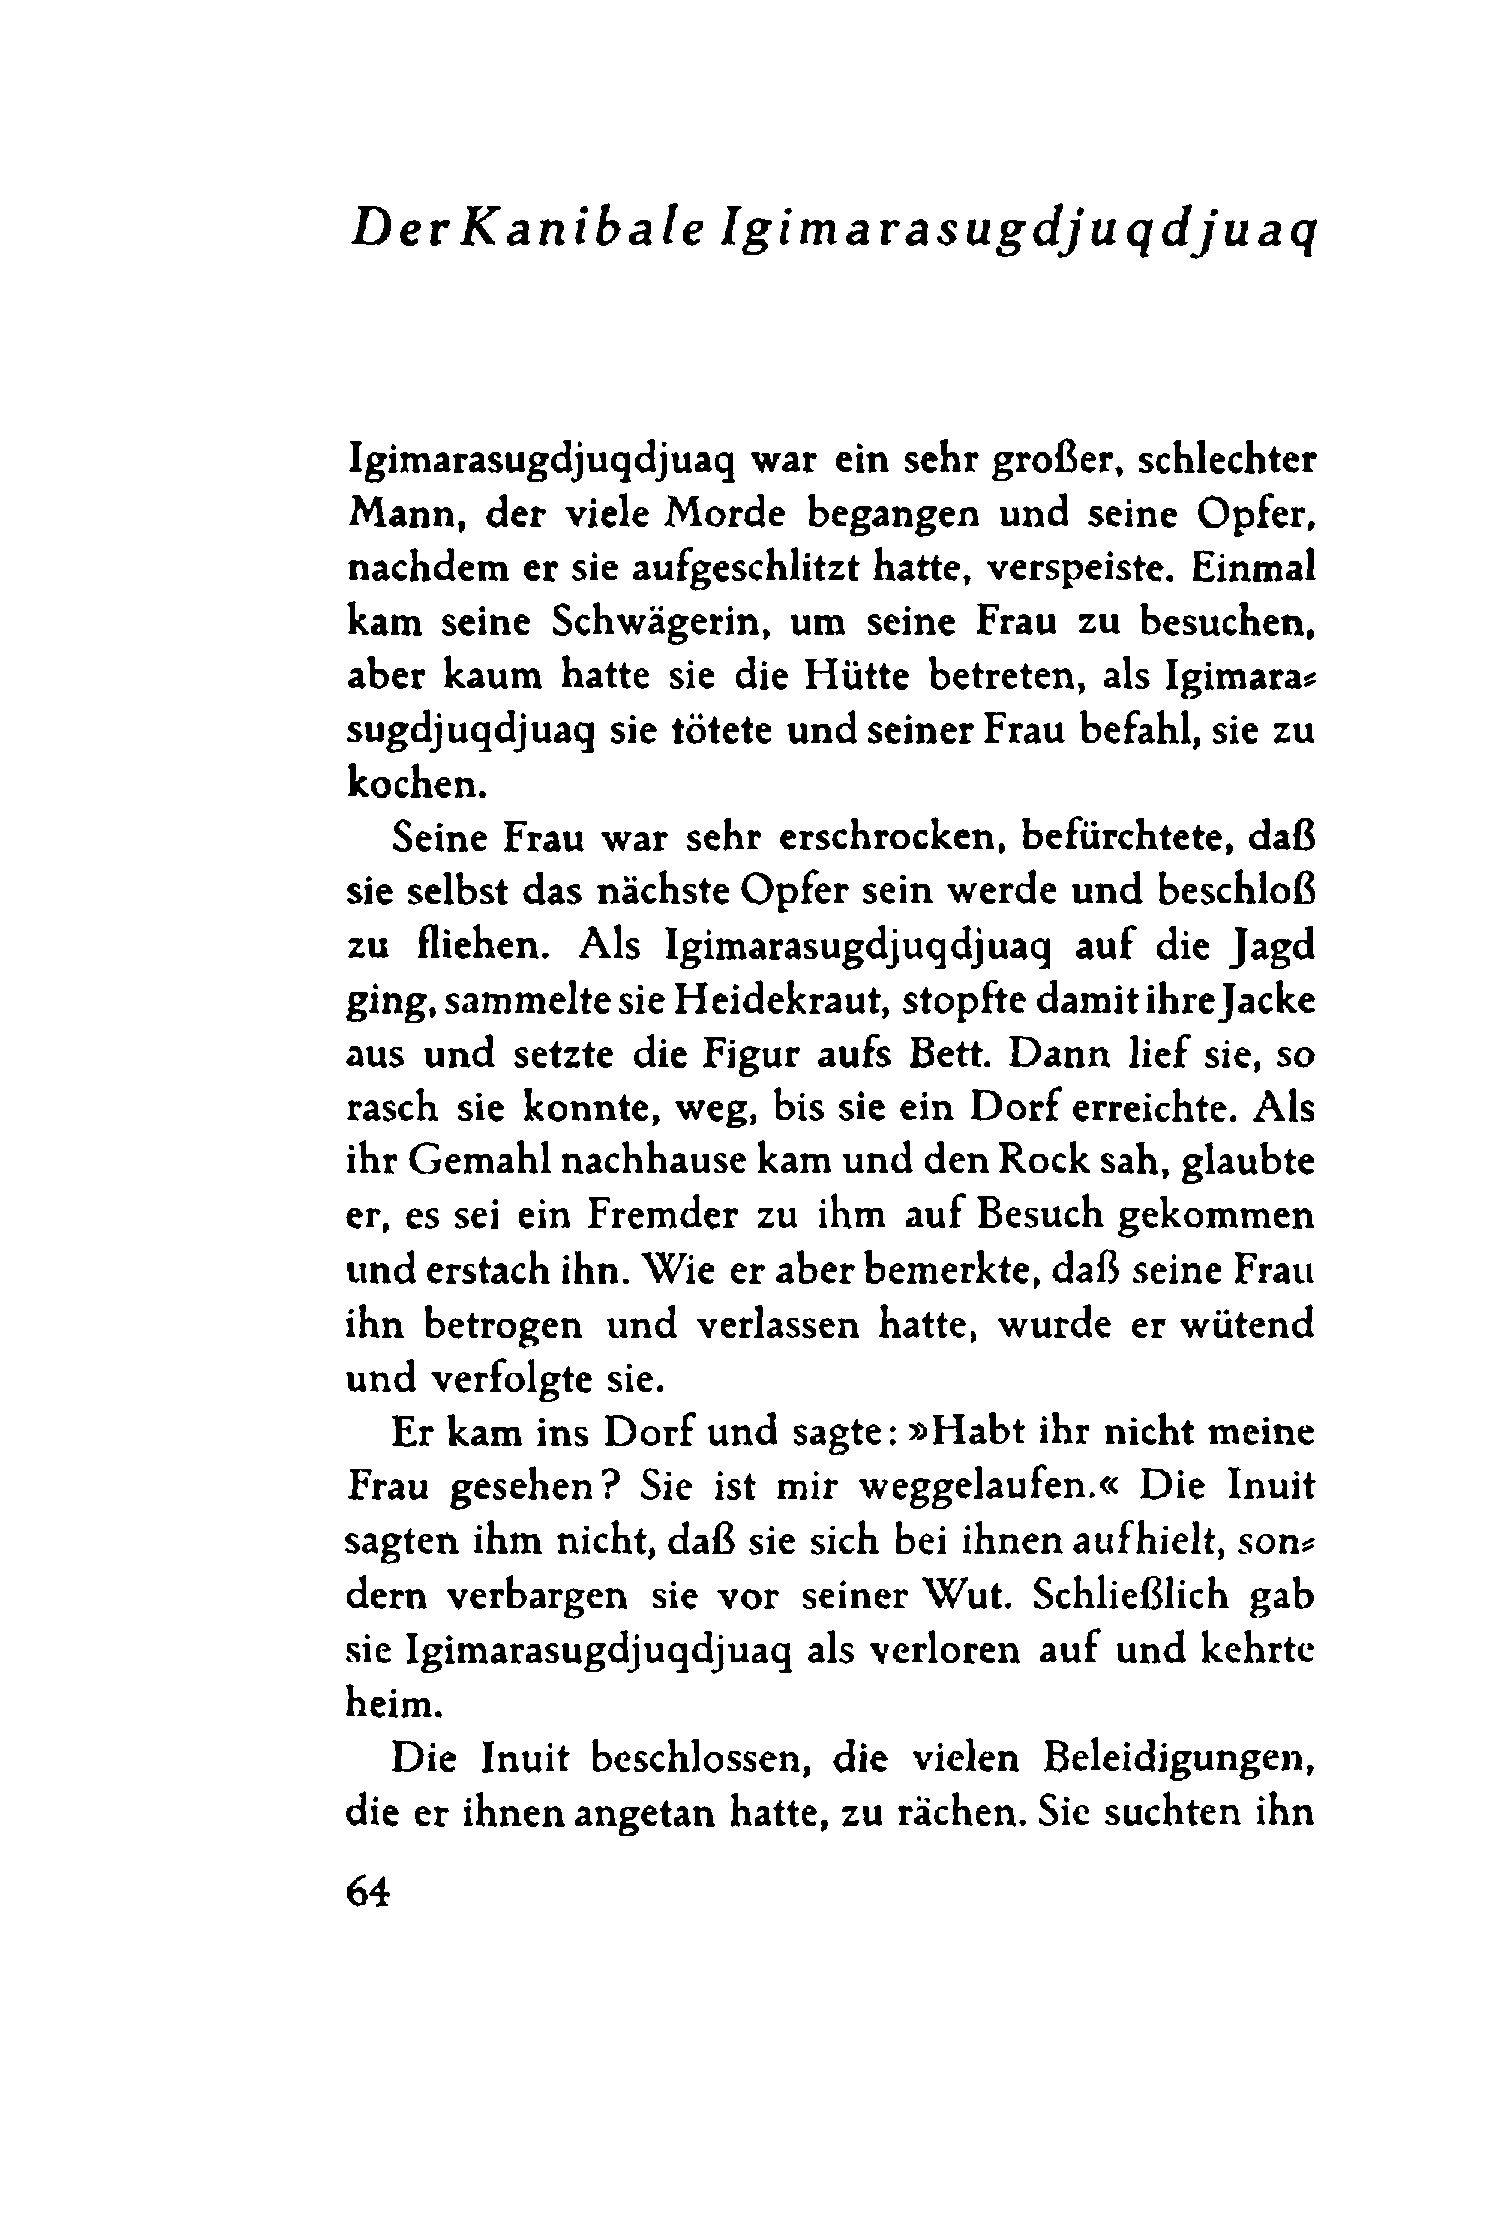 Der Kanibale Igimarasugdjuqdjuaq
Igimarasugdjuqdjuaq war ein sehr großer, schlechter
Mann, der viele Morde begangen und seine Opfer,
nachdem er sie aufgeschlitzt hatte, verspeiste. Einmal
kam seine Schwägerin, um seine Frau zu besuchen,
aber kaum hatte sie die Hütte betreten, als Igimara⸗
sugdjuqdjuaq sie tötete und seiner Frau befahl, sie zu
kochen.
Seine Frau war sehr erschrocken, befürchtete, daß
sie selbst das nächste Opfer sein werde und beschloß
zu fliehen. Als Igimarasugdjuqdjuaq auf die Jagd
ging, sammelte sie Heidekraut, stopfte damit ihre Jacke
aus und setzte die Figur aufs Bett. Dann lief sie, so
rasch sie konnte, weg, bis sie ein Dorf erreichte. Als
ihr Gemahl nachhause kam und den Rock sah, glaubte
er, es sei ein Fremder zu ihm auf Besuch gekommen
und erstach ihn. Wie er aber bemerkte, daß seine Frau
ihn betrogen und verlassen hatte, wurde er wütend
und verfolgte sie.
Er kam ins Dorf und sagte: »Habt ihr nicht meine
Frau gesehen? Sie ist mir weggelaufen.« Die Inuit
sagten ihm nicht, daß sie sich bei ihnen aufhielt, son⸗
dern verbargen sie vor seiner Wut. Schließlich gab
sie Igimarasugdjuqdjuaq als verloren auf und kehrte
heim.
Die Inuit beschlossen, die vielen Beleidigungen,
die er ihnen angetan hatte, zu rächen. Sie suchten ihn
64